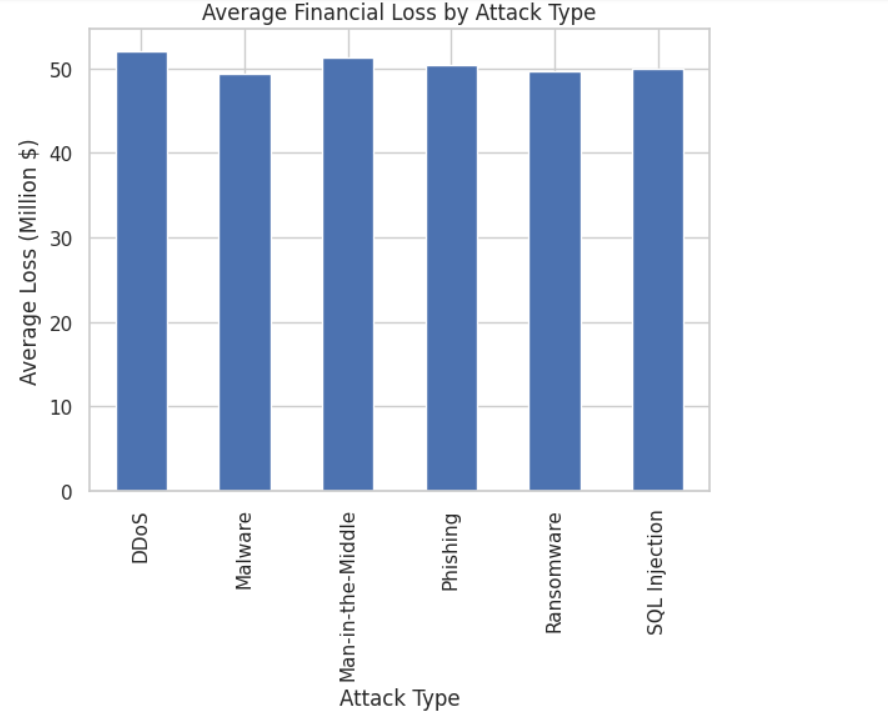 Average Financial Loss by Attack Type
Average Loss (Million $)
50
40
30
20
10
0
DDoS
Malware
Man-in-the-Middle
Phishing
Ransomware
SQL Injection
Attack Type